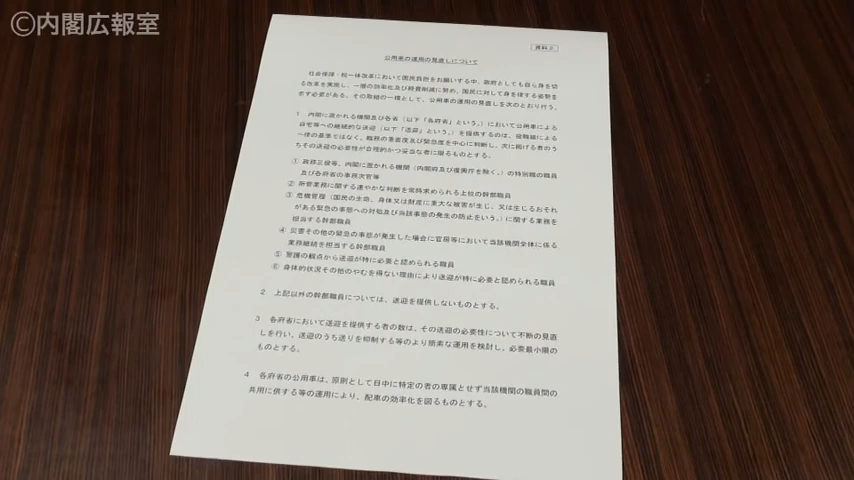 ©内閣広報室
資料2
公用車の運用の見直しについて
社会保障・税一体改革において国民負担をお願いする中、政府としても自ら身を切
る改革を実施し、一層の効率化及び経費削減に努め、国民に対して身を律する姿勢を
示す必要がある。その取組の一環として、公用車の運用の見直しを次のとおり行う。
1 内閣に置かれる機関及び各省(以下「各府省」という。)において公用車による
自宅等への継続的な送迎(以下「送迎」という。)を提供するのは、役職級による
一律の基準ではなく、職務の重要度及び緊急度を中心に判断し、次に掲げる者のう
ちその送迎の必要性が合理的かつ妥当な者に限るものとする。
① 政務三役等、内閣に置かれる機関(内閣府及び復興庁を除く。)の特別職の職員
及び各府省の事務次官等
② 所管業務に関する速やかな判断を常時求められる上位の幹部職員
③ 危機管理(国民の生命、身体又は財産に重大な被害が生じ、又は生じるおそれ
がある緊急の事態への対処及び当該事態の発生の防止をいう。)に関する業務を
担当する幹部職員
④ 災害その他の緊急の事態が発生した場合に官房等において当該機関全体に係る
業務継続を担当する幹部職員
⑤ 警護の観点から送迎が特に必要と認められる職員
⑥ 身体的状況その他のやむを得ない理由により送迎が特に必要と認められる職員
2 上記以外の幹部職員については、送迎を提供しないものとする。
3 各府省において送迎を提供する者の数は、その送迎の必要性について不断の見直
しを行い、送迎のうち送りを抑制する等のより簡素な運用を検討し、必要最小限の
ものとする。
4 各府省の公用車は、原則として日中に特定の者の専属とせず当該機関の職員間の
共用に供する等の運用により、配車の効率化を図るものとする。